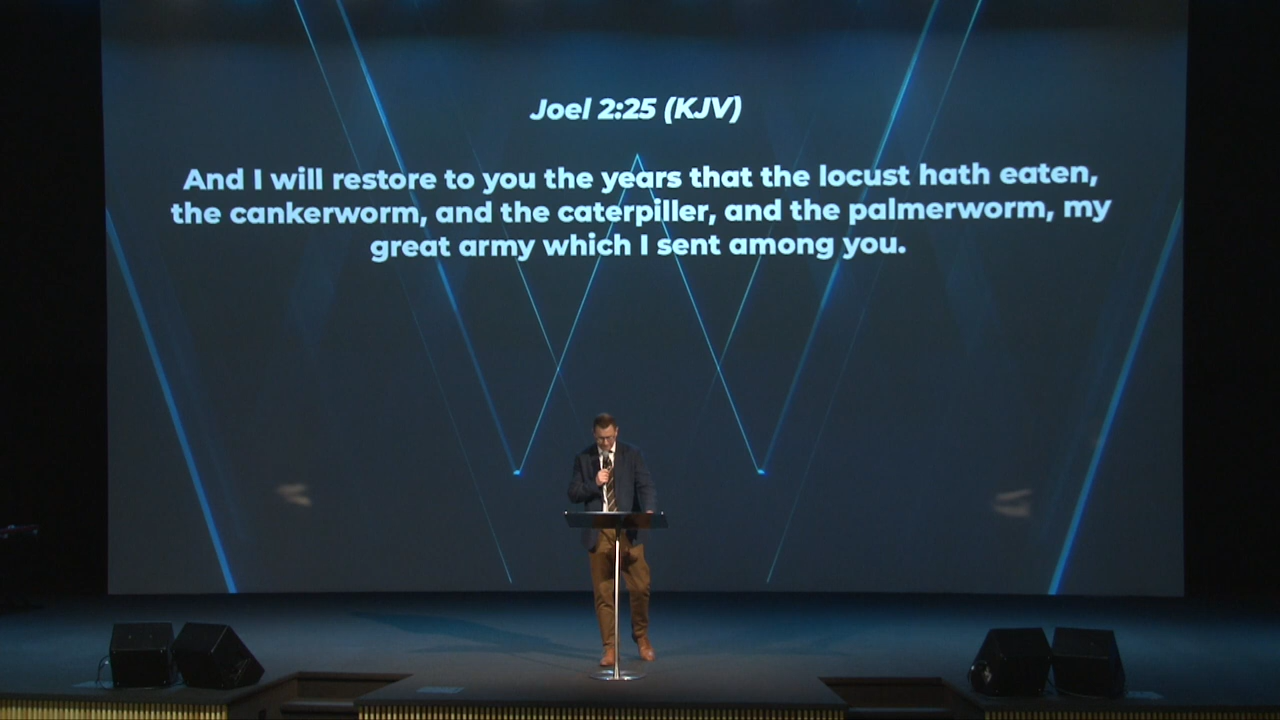 Joel 2:25 (KJV)
And I will restore to you the years that the locust hath eaten,
the cankerworm, and the caterpiller, and the palmerworm, my
great army which I sent among you.